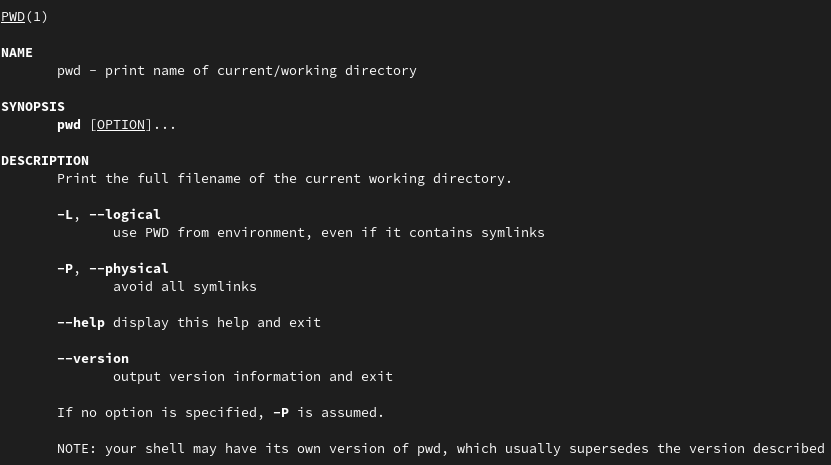 PWD(1)
NAME
pwd - print name of current/working directory
SYNOPSIS
pwd [OPTION]...
DESCRIPTION
Print the full filename of the current working directory.
-L, --logical
use PWD from environment, even if it contains symlinks
-P, --physical
avoid all symlinks
--help display this help and exit
--version
output version information and exit
If no option is specified, -P is assumed.
NOTE: your shell may have its own version of pwd, which usually supersedes the version described